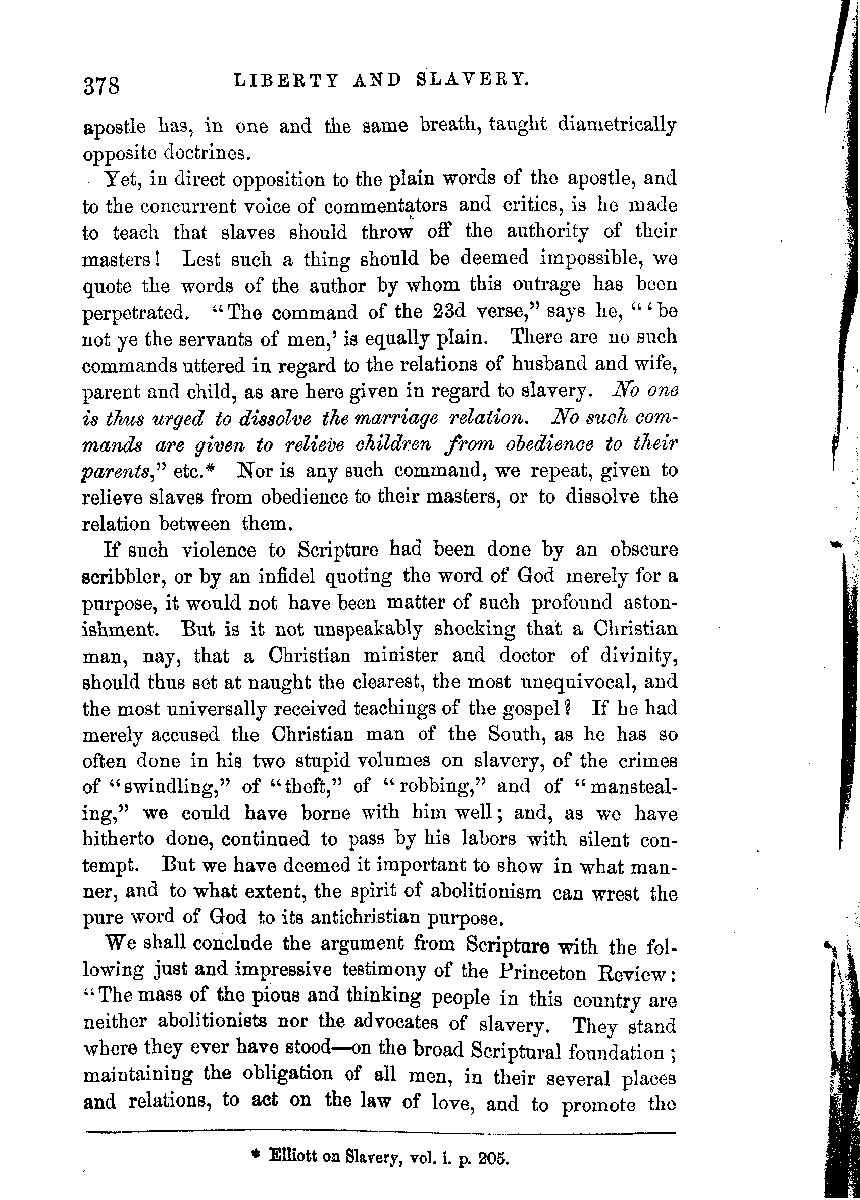 378 LIBERTY AND SLAVERY.
apostle has, in one and the same breath, taught diametrically
opposite doctrines.
Yet, in direct opposition to the plain words of the apostle, and
to the concurrent voice of commentators and critics, is he made
to teach that slaves should throw off the authority of their
masters! Lest such a thing should be deemed impossible, we
quote the words of the author by whom this outrage has been
perpetrated. "The command of the 23d verse," says he, "'be
not ye the servants of men,' is equally plain. There are no such
commands uttered in regard to the relations of husband and wife,
parent and child, as are here given in regard to slavery. No one
is thus urged to dissolve the marriage relation. No such com-
mands are given to relieve children from obedience to their
parents," etc.* Nor is any such command, we repeat, given to
relieve slaves from obedience to their masters, or to dissolve the
relation between them.
If such violence to Scripture had been done by an obscure
scribbler, or by an infidel quoting the word of God merely for a
purpose, it would not have been matter of such profound aston-
ishment. But is it not unspeakably shocking that a Christian
man, nay, that a Christian minister and doctor of divinity,
should thus set at naught the clearest, the most unequivocal, and
the most universally received teachings of the gospel? If he had
merely accused the Christian man of the South, as he has so
often done in his two stupid volumes on slavery, of the crimes
of "swindling," of "theft," of "robbing," and of "mansteal-
ing," we could have borne with him well; and, as we have
hitherto done, continued to pass by his labors with silent con-
tempt. But we have deemed it important to show in what man-
ner, and to what extent, the spirit of abolitionism can wrest the
pure word of God to its antichristian purpose.
We shall conclude the argument from Scripture with the fol-
lowing just and impressive testimony of the Princeton Review:
"The mass of the pious and thinking people in this country are
neither abolitionists nor the advocates of slavery. They stand
where they ever have stood—on the broad Scriptural foundation;
maintaining the obligation of all men, in their several places
and relations, to act on the law of love, and to promote the
* Elliott on Slavery, vol. i. p. 205.